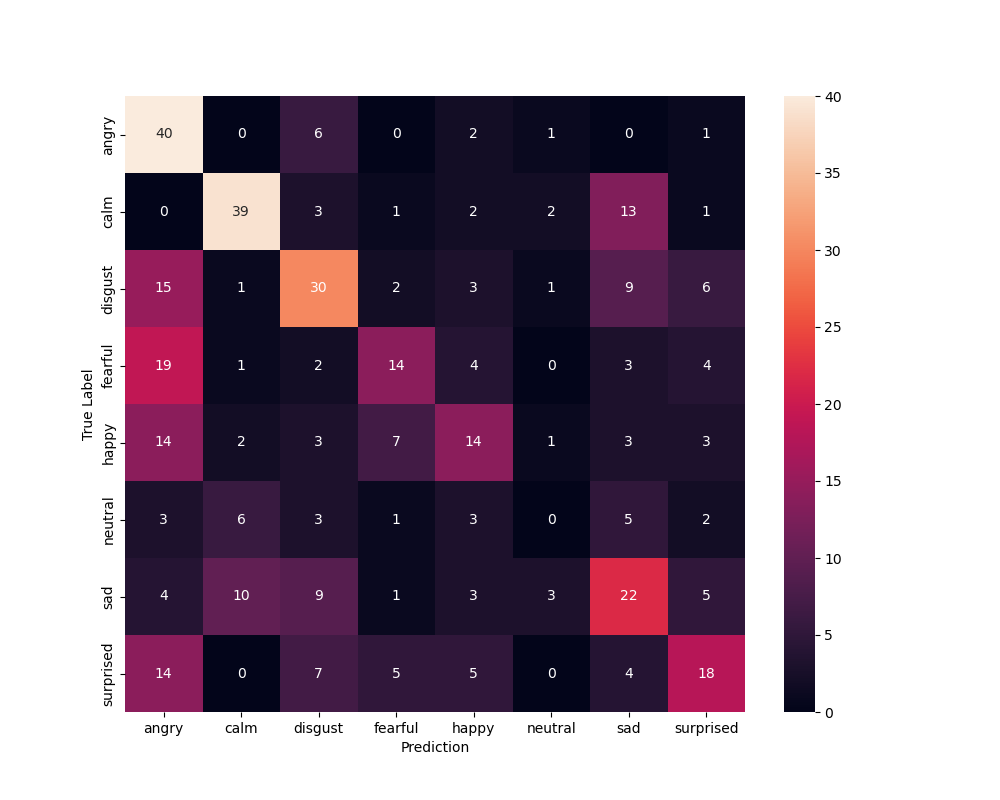 angry 40 0 6 0 2 1 0 1
calm 0 39 3 1 2 2 13 1
disgust 15 1 30 2 3 1 9 6
fearful 19 1 2 14 4 0 3 4
happy 14 2 3 7 14 1 3 3
neutral 3 6 3 1 3 0 5 2
sad 4 10 9 1 3 3 22 5
surprised 14 0 7 5 5 0 4 18
True Label
angry calm disgust fearful happy neutral sad surprised
Prediction
40
35
30
25
20
15
10
5
0